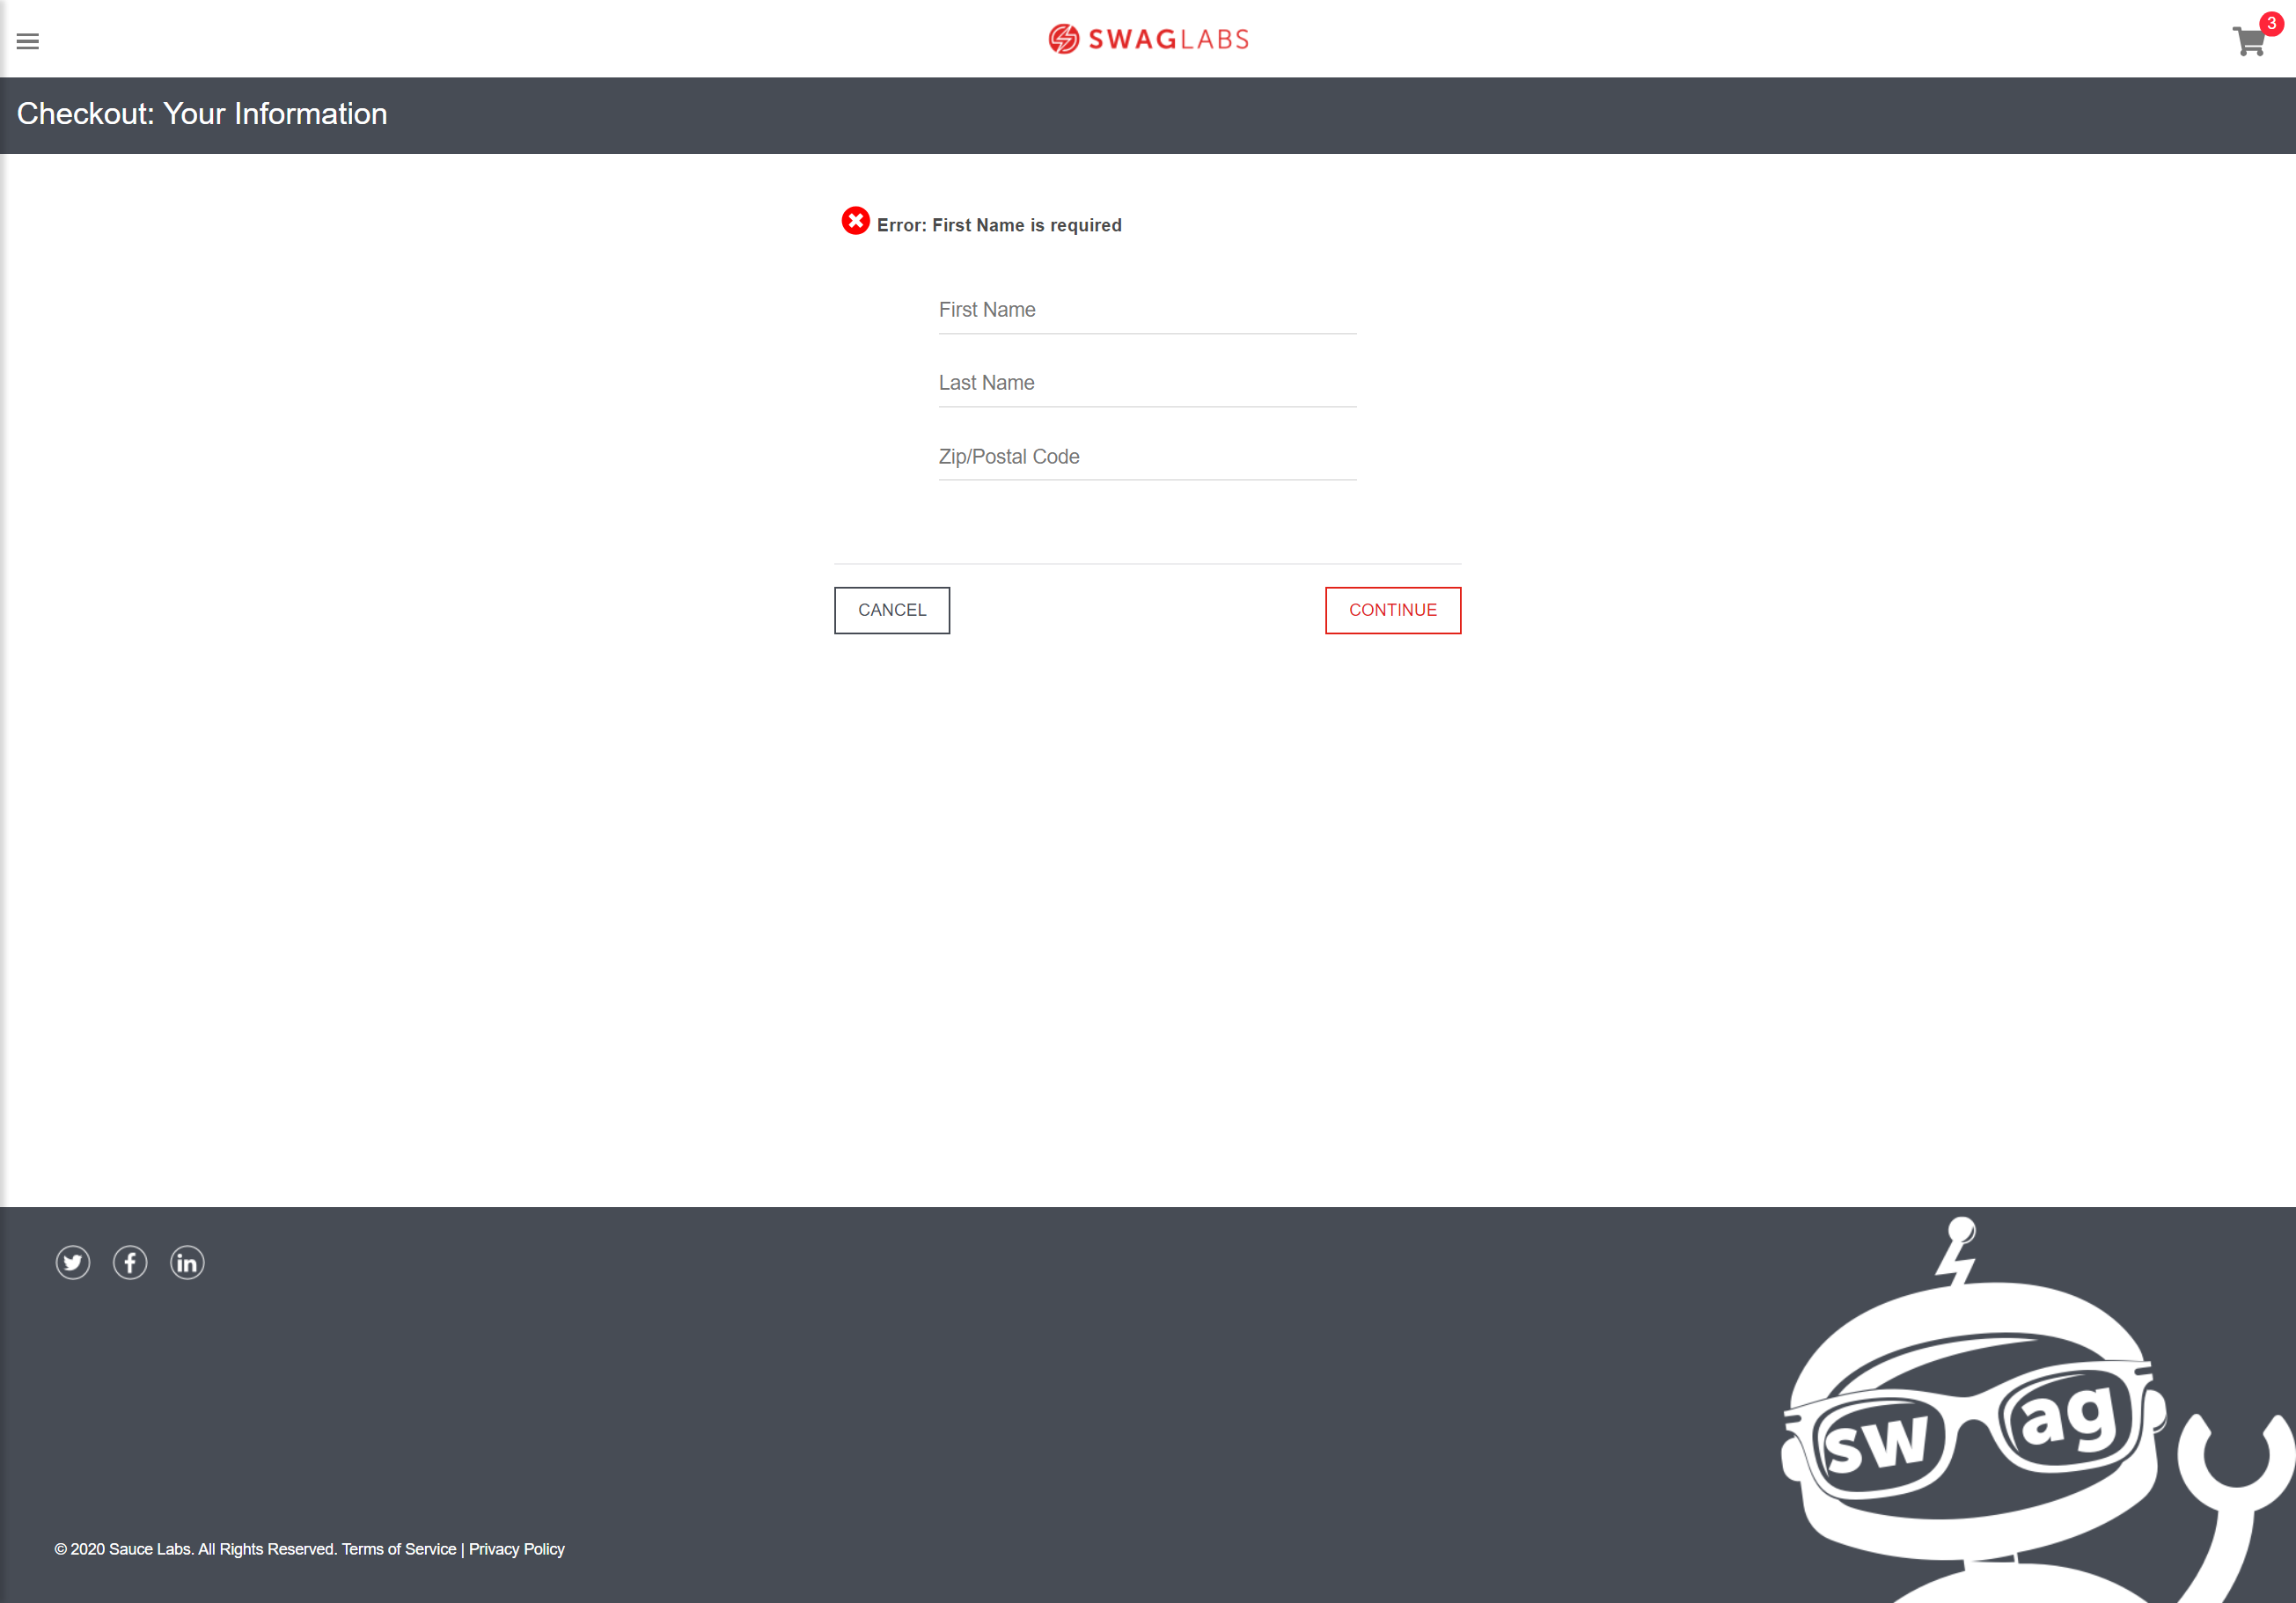 SWAGLABS
3
Checkout: Your Information
Error: First Name is required
First Name
Last Name
Zip/Postal Code
CANCEL
CONTINUE
sw ag
© 2020 Sauce Labs. All Rights Reserved. Terms of Service | Privacy Policy